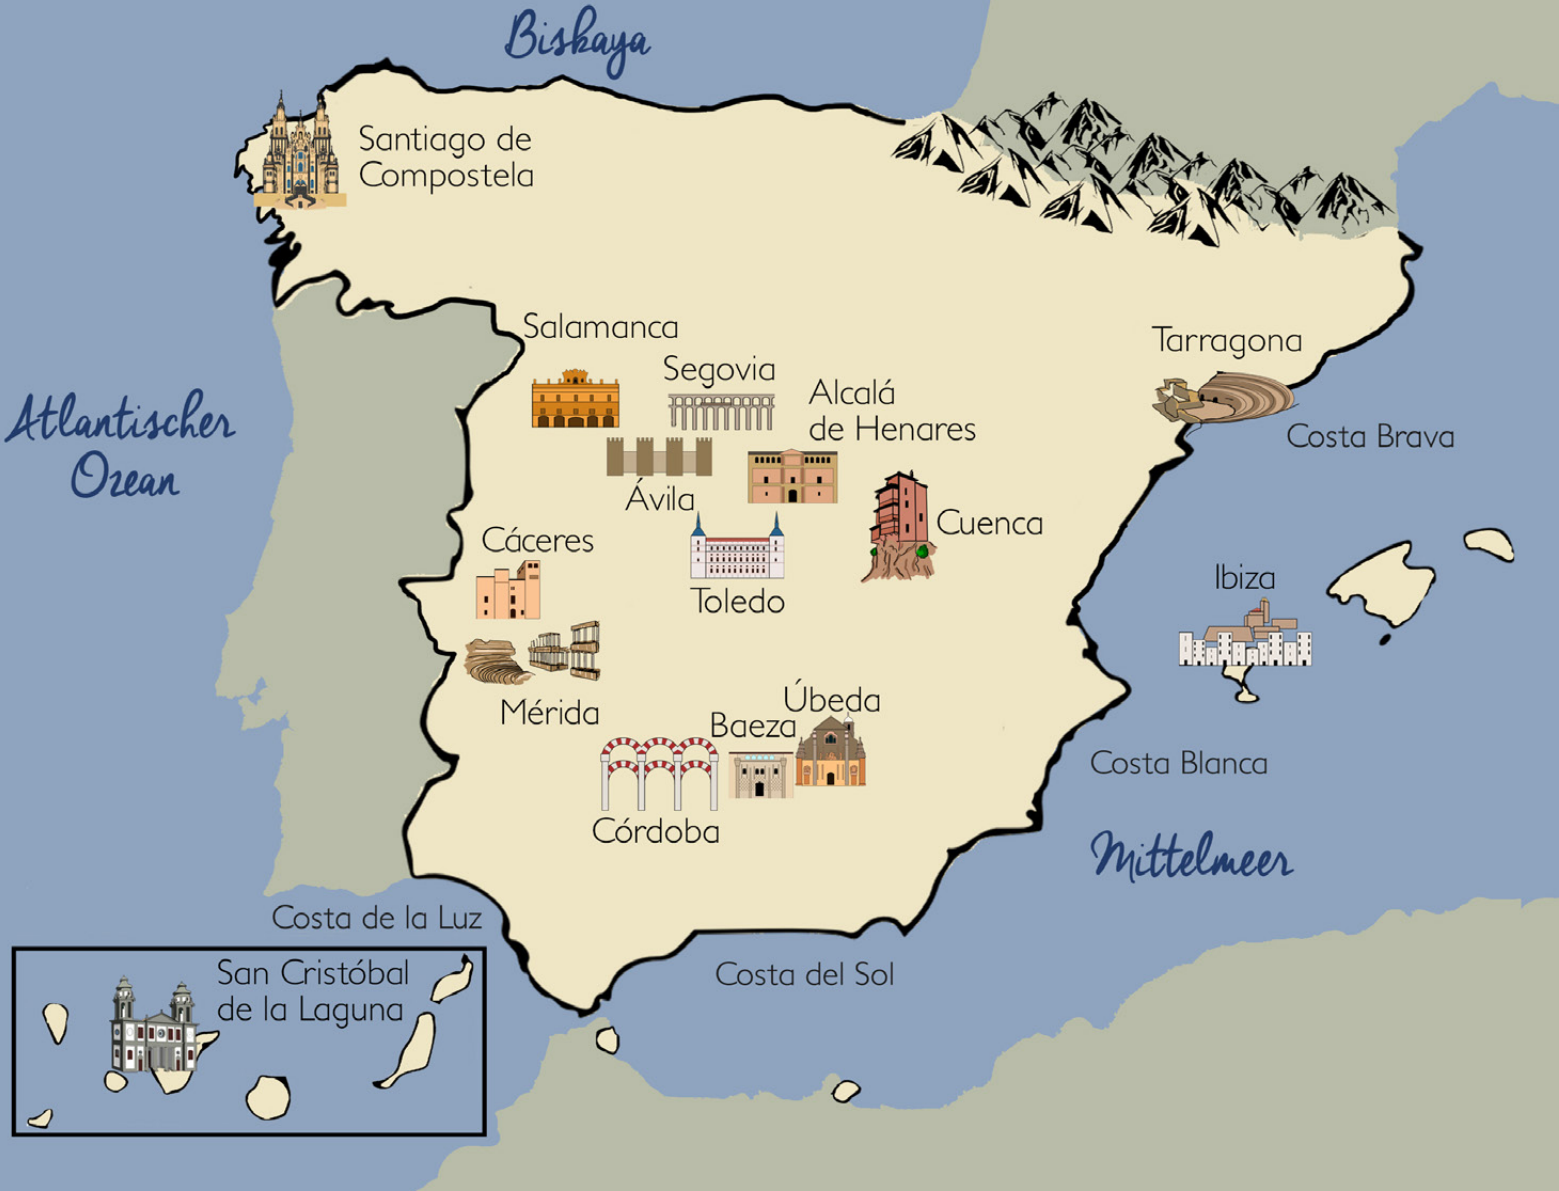 Biskaya
Santiago de
Compostela
Salamanca
Segovia
Tarragona
Alcalá
de Henares
Atlantischer
Ozean
Costa Brava
Ávila
Cuenca
Cáceres
Ibiza
Toledo
Mérida
Úbeda
Baeza
Costa Blanca
Córdoba
Mittelmeer
Costa de la Luz
Costa del Sol
San Cristóbal
de la Laguna